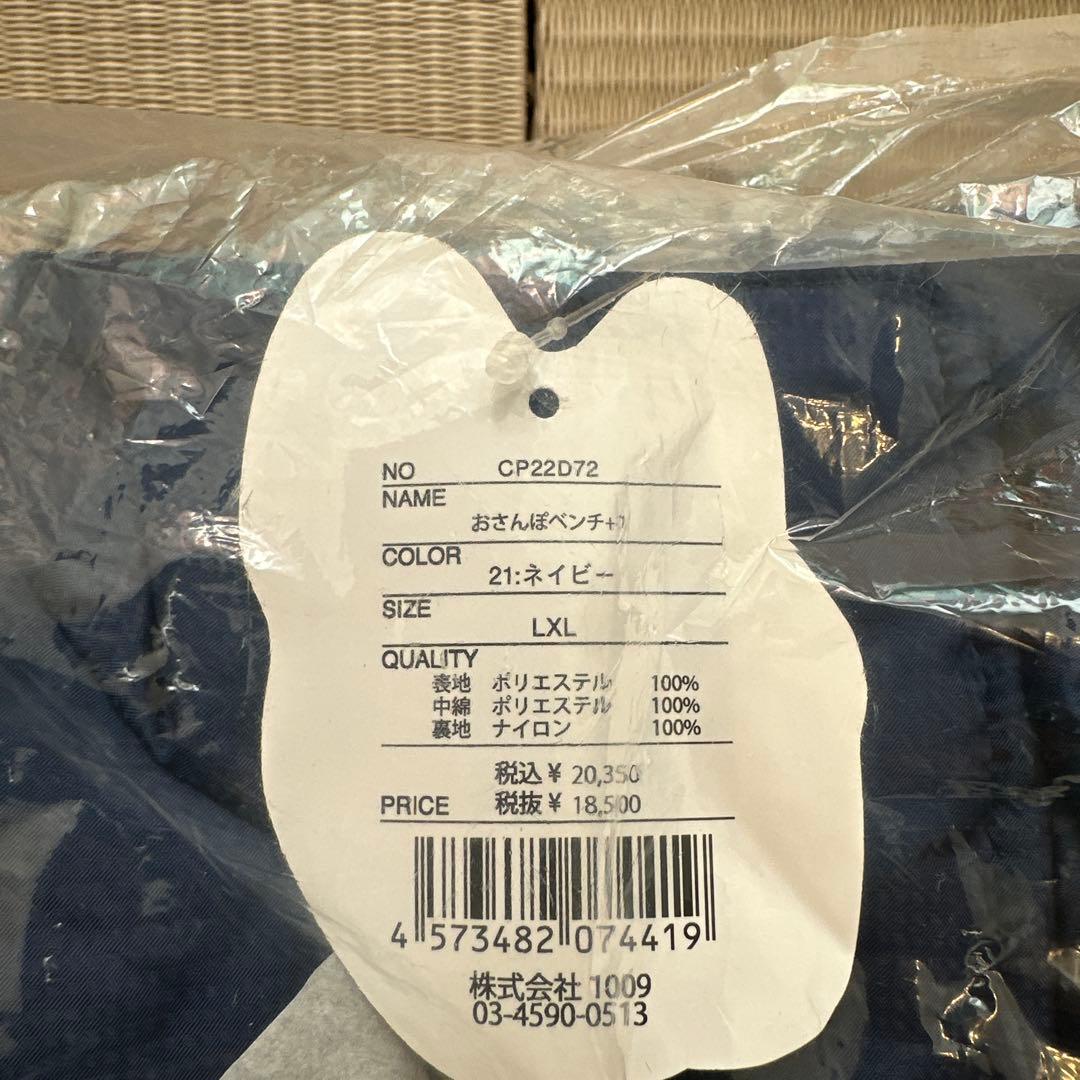 NO CP22D72
NAME
おさんぽベンチ+1
COLOR
21:ネイビー
SIZE
LXL
QUALITY
表地 ポリエステル 100%
中綿 ポリエステル 100%
裏地 ナイロン 100%
税込¥ 20,350
PRICE 税抜¥ 18,500
4 573482 074419
株式会社 1009
03-4590-0513